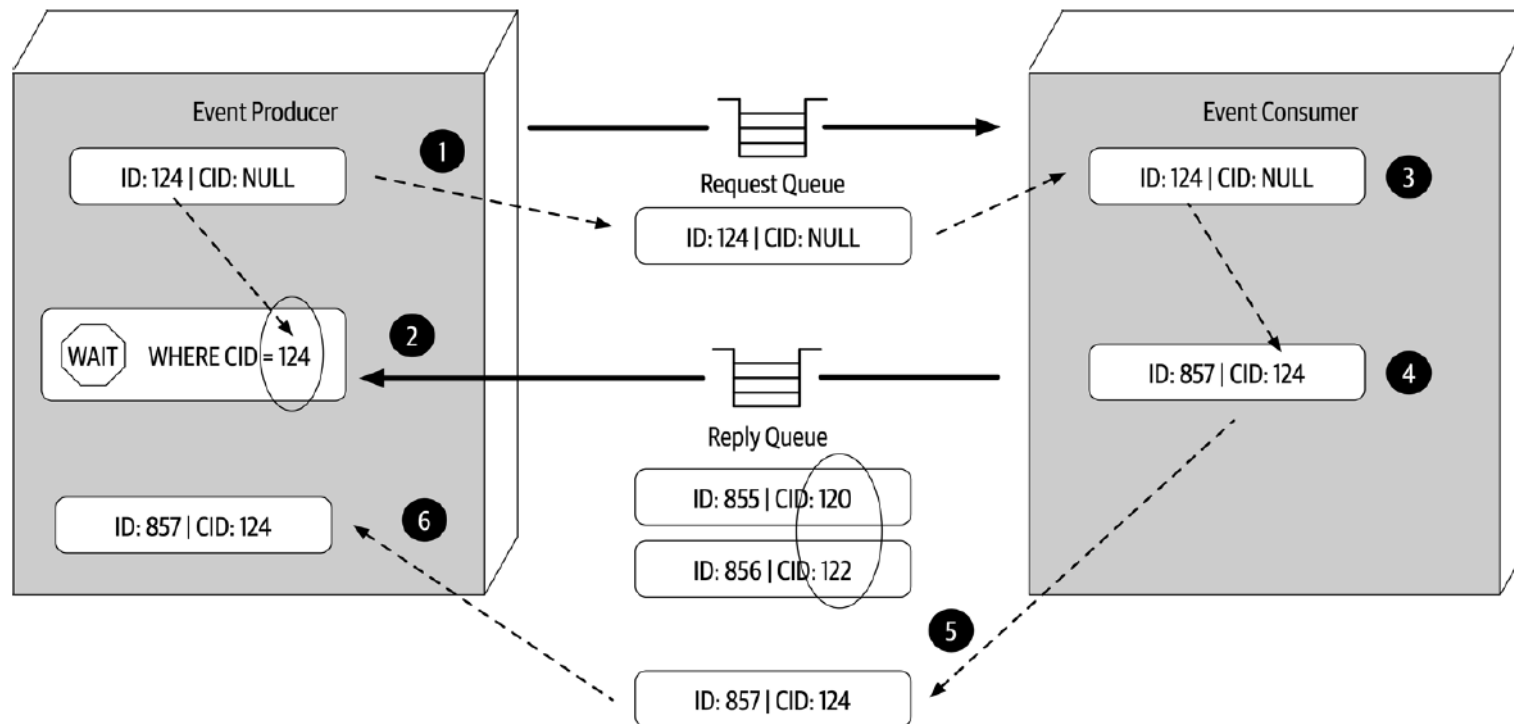 Event Producer
Event Consumer
1
ID: 124 | CID: NULL
Request Queue
ID: 124 | CID: NULL
ID: 124 | CID: NULL
3
2
WAIT WHERE CID = 124
ID: 857 | CID: 124
4
Reply Queue
ID: 855 | CID: 120
ID: 857 | CID: 124
6
ID: 856 | CID: 122
5
ID: 857 | CID: 124